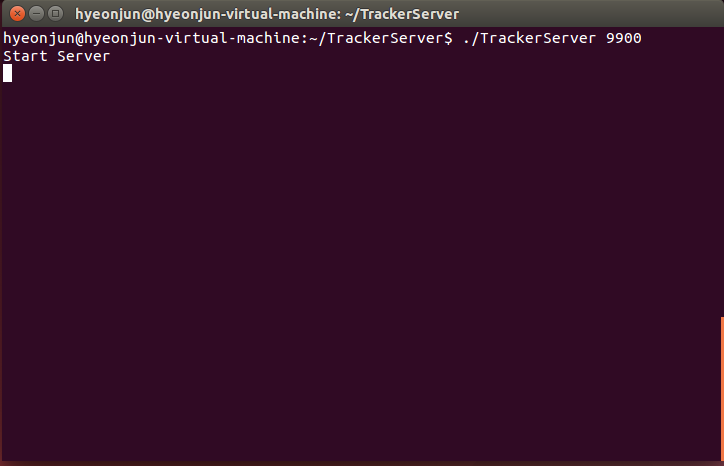 hyeonjun@hyeonjun-virtual-machine: ~/TrackerServer
hyeonjun@hyeonjun-virtual-machine:~/TrackerServer$ ./TrackerServer 9900
Start Server